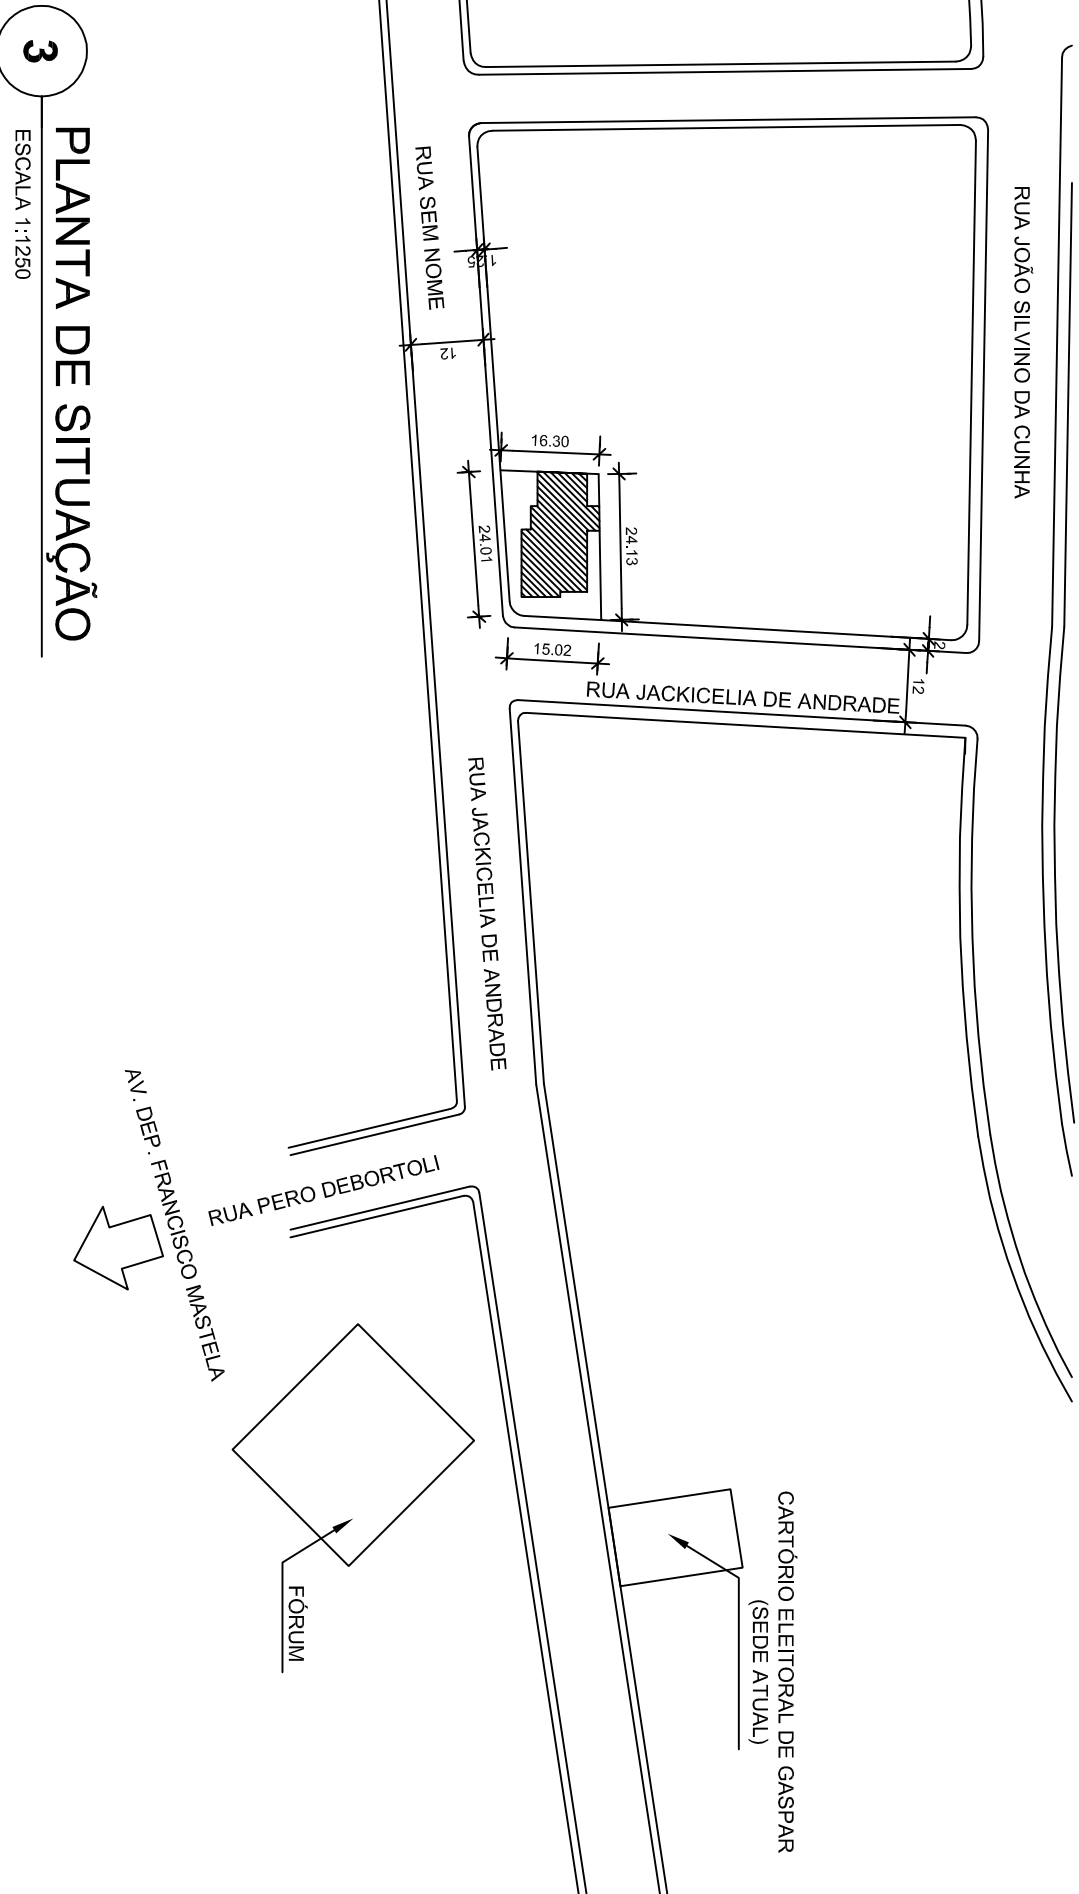 3
PLANTA DE SITUAÇÃO
ESCALA 1:1250
RUA JOÃO SILVINO DA CUNHA
RUA SEM NOME
12
16.30
24.13
24.01
15.02
2
12
RUA JACKICELIA DE ANDRADE
RUA JACKICELIA DE ANDRADE
RUA PERO DEBORTOLI
AV. DEP. FRANCISCO MASTELA
FÓRUM
CARTÓRIO ELEITORAL DE GASPAR
(SEDE ATUAL)